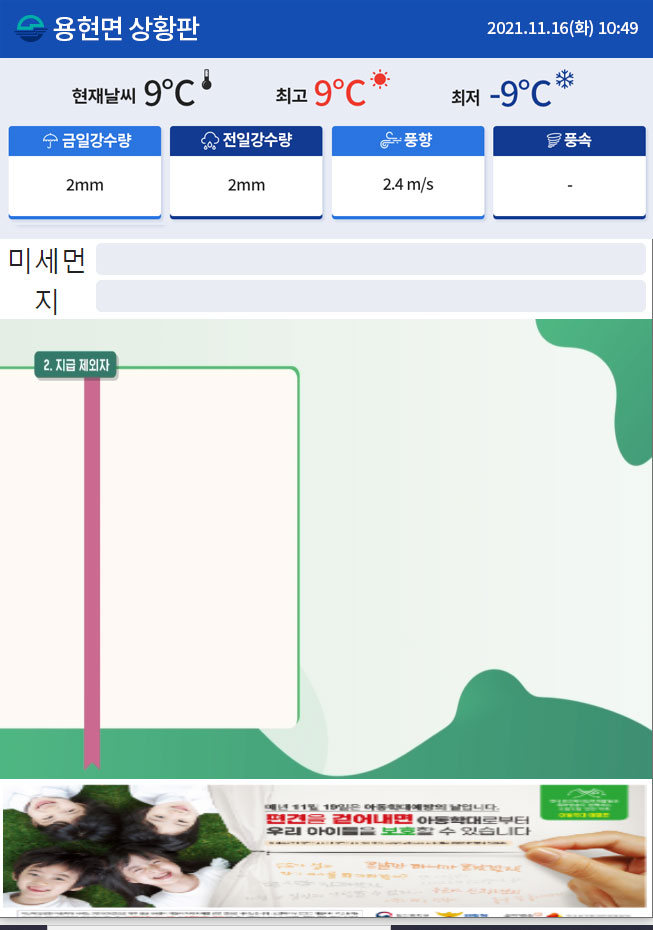 용현면 상황판
2021.11.16(화) 10:49
현재날씨 9℃ 최고 9℃ 최저 -9℃
금일강수량 전일강수량 풍향 풍속
2mm 2mm 2.4 m/s -
미세먼
지
2. 지급 제외자
매년 11월 19일은 아동학대예방의 날입니다.
편견을 걷어내면 아동학대로부터
우리 아이들을 보호할 수 있습니다